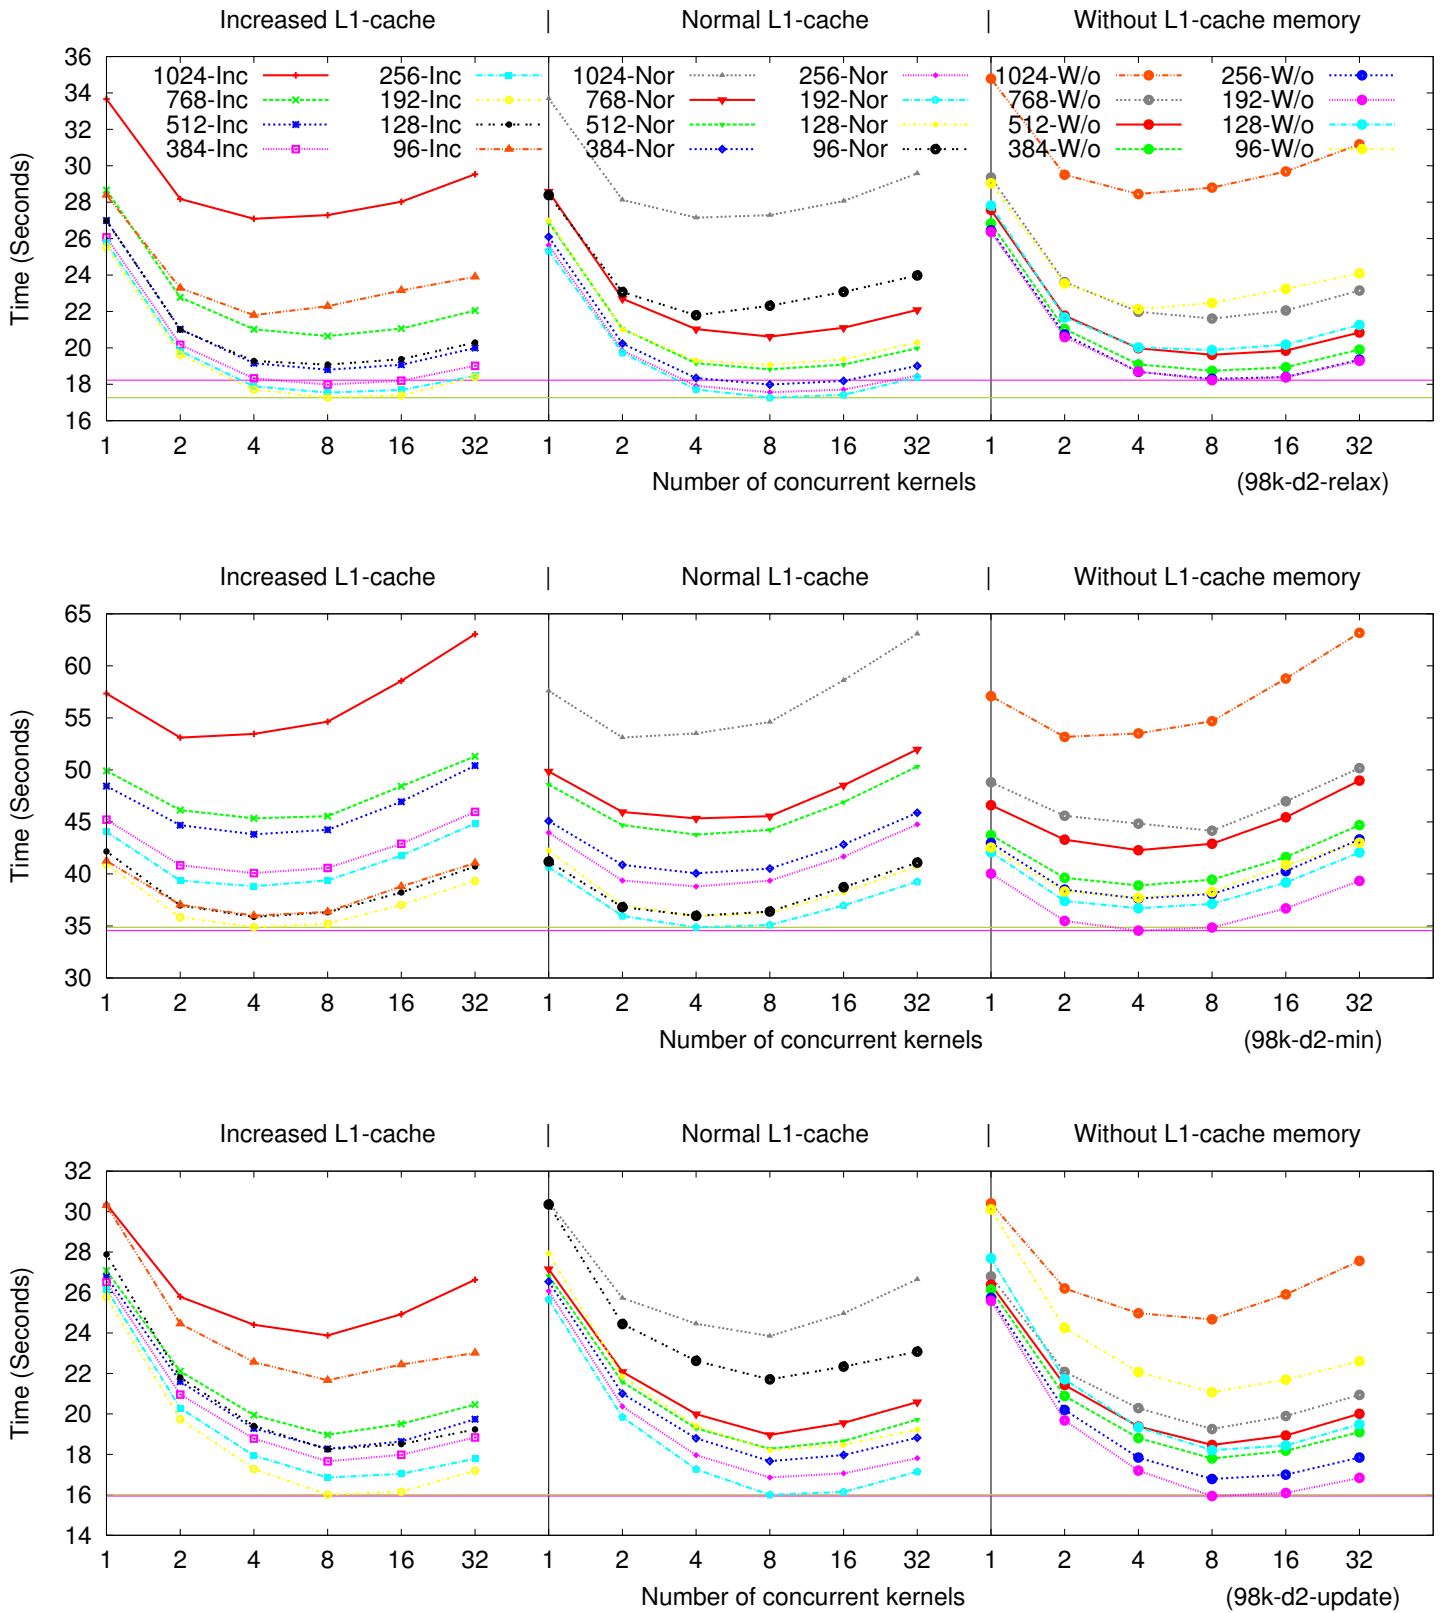 Increased L1-cache | Normal L1-cache | Without L1-cache memory
36
34
32
30
28
26
24
22
20
18
16
Time (Seconds)
1024-Inc 256-Inc 1024-Nor 256-Nor 1024-W/o 256-W/o
768-Inc 192-Inc 768-Nor 192-Nor 768-W/o 192-W/o
512-Inc 128-Inc 512-Nor 128-Nor 512-W/o 128-W/o
384-Inc 96-Inc 384-Nor 96-Nor 384-W/o 96-W/o
1 2 4 8 16 32 1 2 4 8 16 32 1 2 4 8 16 32
Number of concurrent kernels (98k-d2-relax)
Increased L1-cache | Normal L1-cache | Without L1-cache memory
65
60
55
50
45
40
35
30
Time (Seconds)
1 2 4 8 16 32 1 2 4 8 16 32 1 2 4 8 16 32
Number of concurrent kernels (98k-d2-min)
Increased L1-cache | Normal L1-cache | Without L1-cache memory
32
30
28
26
24
22
20
18
16
14
Time (Seconds)
1 2 4 8 16 32 1 2 4 8 16 32 1 2 4 8 16 32
Number of concurrent kernels (98k-d2-update)